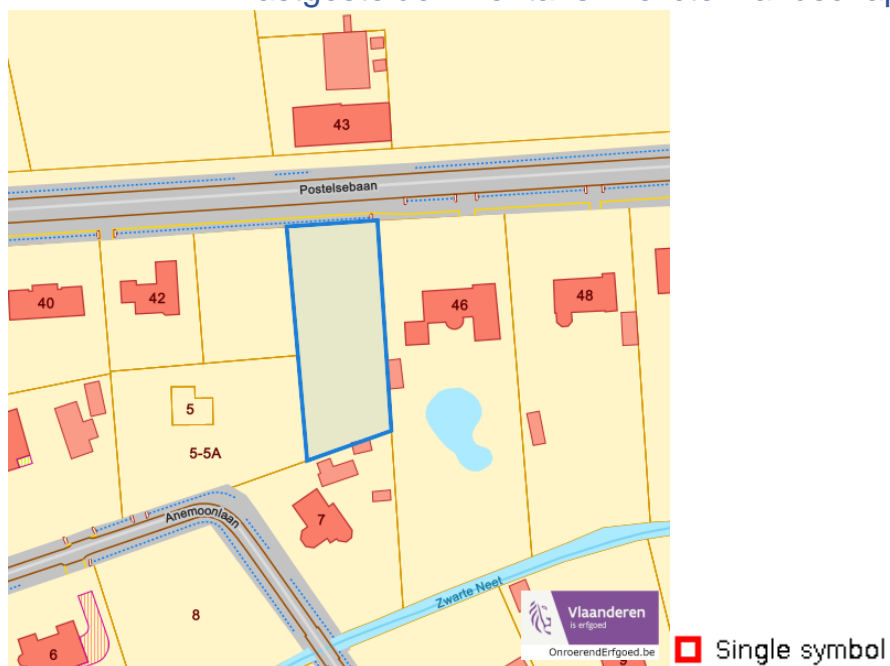 43
Postelsebaan
40
42
46
48
5
5-5A
7
Anemoonlaan
Zwarte Neet
8
6
Vlaanderen
is erfgoed
OnroerendErfgoed.be
9
Single symbol